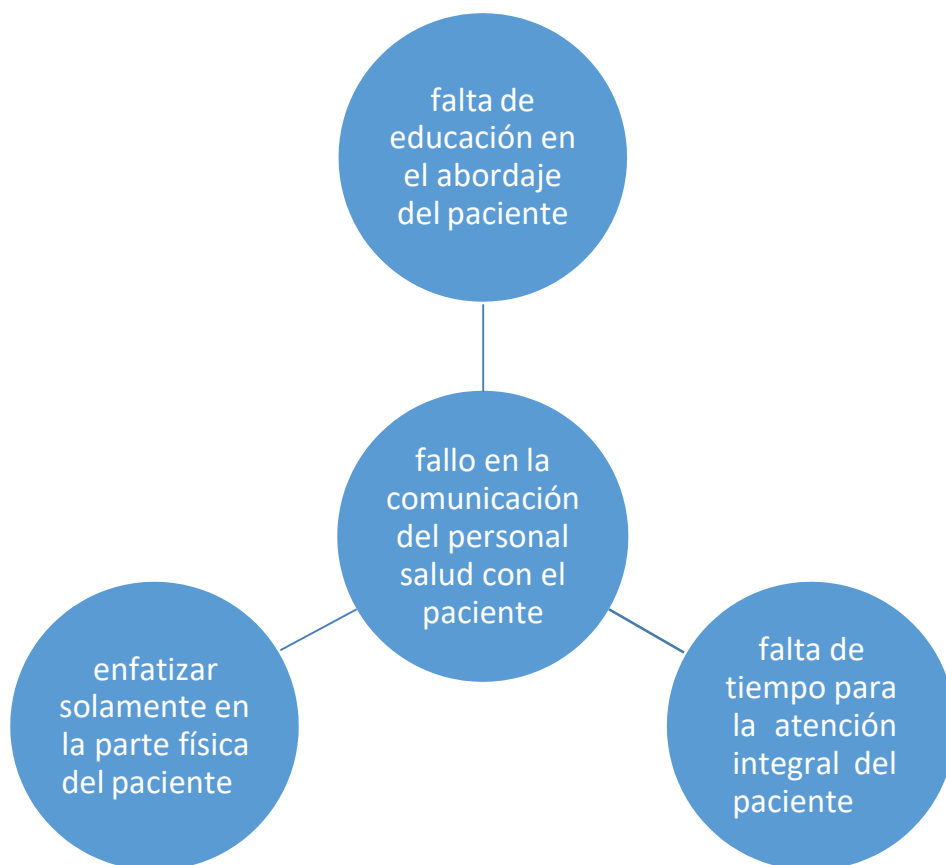 falta de
educación en
el abordaje
del paciente
fallo en la
comunicación
del personal
salud con el
paciente
enfatizar
solamente en
la parte física
del paciente
falta de
tiempo para
la atención
integral del
paciente